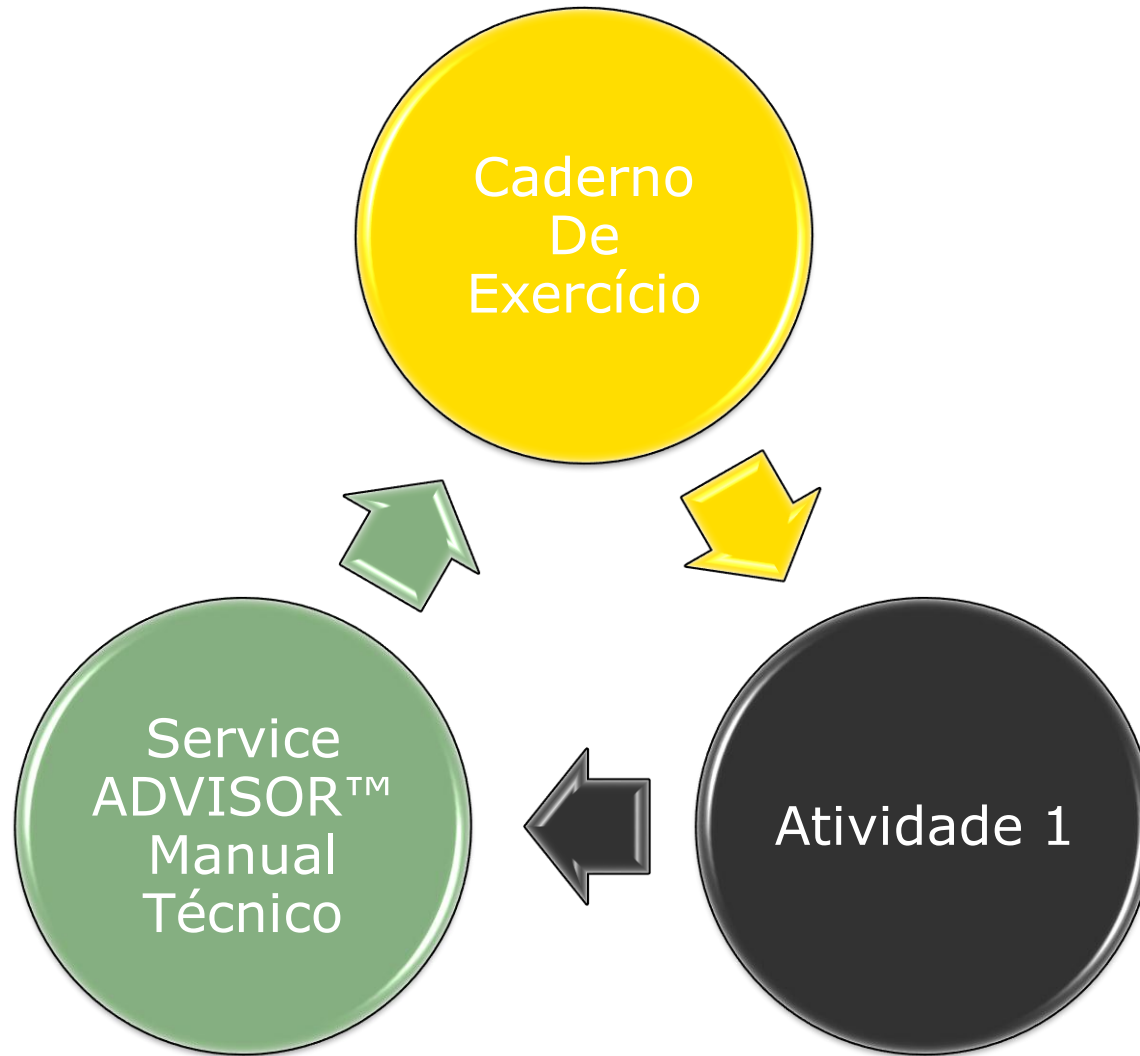 Caderno
De
Exercício
Atividade 1
Service
ADVISOR™
Manual
Técnico